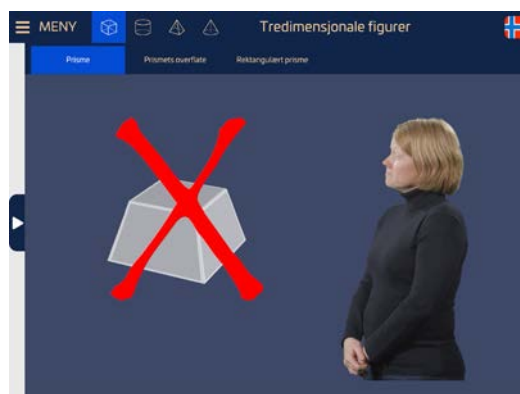 MENY
Tredimensjonale figurer
Prisme
Prismets overflate
Rektangulært prisme